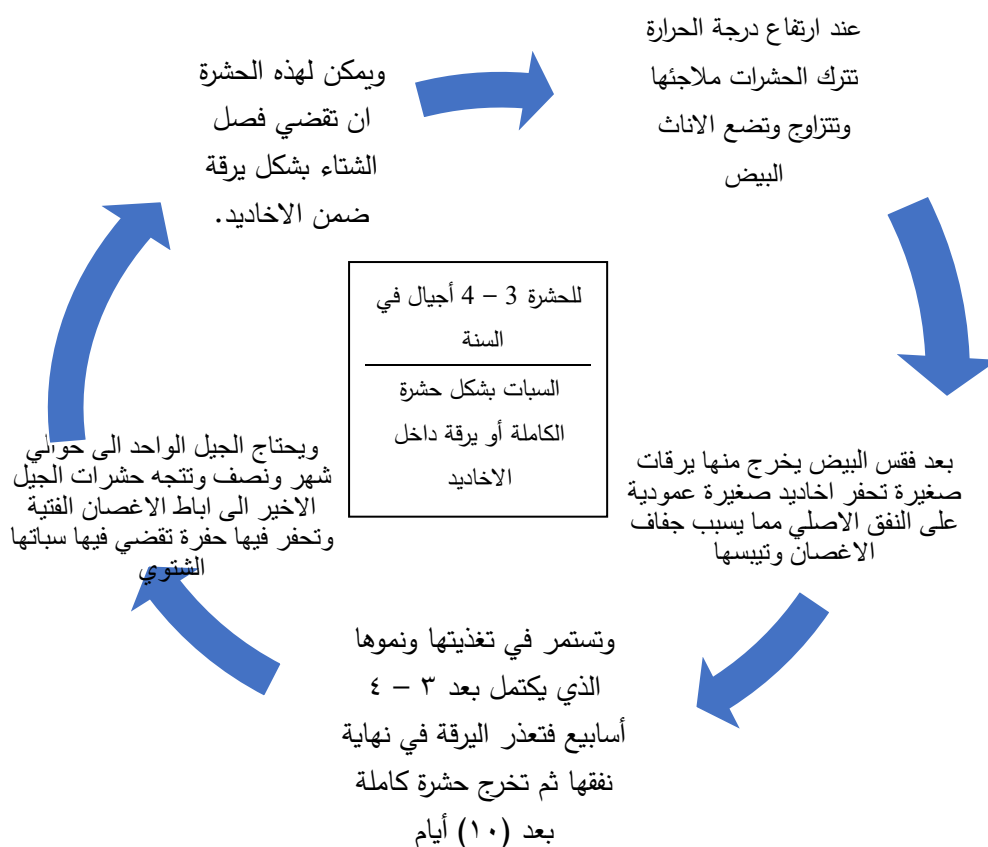 عند ارتفاع درجة الحرارة
تترك الحشرات ملاجئها
وتتزاوج وتضع الاناث
البيض
بعد فقس البيض يخرج منها يرقات
صغيرة تحفر اخاديد صغيرة عمودية
على النفق الاصلي مما يسبب جفاف
الاغصان وتيبسها
وتستمر في تغذيتها ونموها
الذي يكتمل بعد ٣ – ٤
أسابيع فتعذر اليرقة في نهاية
نفقها ثم تخرج حشرة كاملة
بعد (١٠) أيام
ويحتاج الجيل الواحد الى حوالي
شهر ونصف وتتجه حشرات الجيل
الاخير الى اباط الاغصان الفتية
وتحفر فيها حفرة تقضي فيها سباتها
الشتوي
ويمكن لهذه الحشرة
ان تقضي فصل
الشتاء بشكل يرقة
ضمن الاخاديد.
للحشرة 3 – 4 أجيال في
السنة
السبات بشكل حشرة
الكاملة أو يرقة داخل
الاخاديد